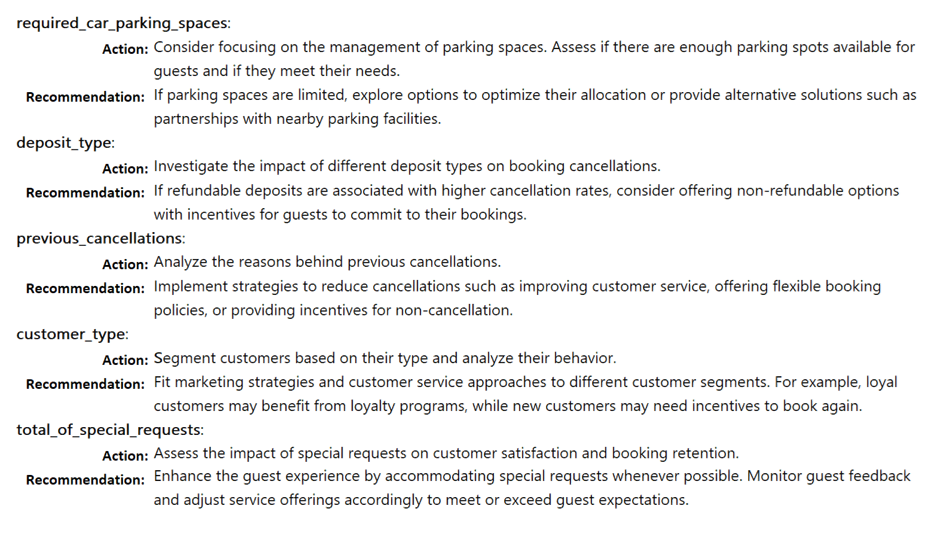 required_car_parking_spaces:
Action: Consider focusing on the management of parking spaces. Assess if there are enough parking spots available for
guests and if they meet their needs.
Recommendation: If parking spaces are limited, explore options to optimize their allocation or provide alternative solutions such as
partnerships with nearby parking facilities.
deposit_type:
Action: Investigate the impact of different deposit types on booking cancellations.
Recommendation: If refundable deposits are associated with higher cancellation rates, consider offering non-refundable options
with incentives for guests to commit to their bookings.
previous_cancellations:
Action: Analyze the reasons behind previous cancellations.
Recommendation: Implement strategies to reduce cancellations such as improving customer service, offering flexible booking
policies, or providing incentives for non-cancellation.
customer_type:
Action: Segment customers based on their type and analyze their behavior.
Recommendation: Fit marketing strategies and customer service approaches to different customer segments. For example, loyal
customers may benefit from loyalty programs, while new customers may need incentives to book again.
total_of_special_requests:
Action: Assess the impact of special requests on customer satisfaction and booking retention.
Recommendation: Enhance the guest experience by accommodating special requests whenever possible. Monitor guest feedback
and adjust service offerings accordingly to meet or exceed guest expectations.